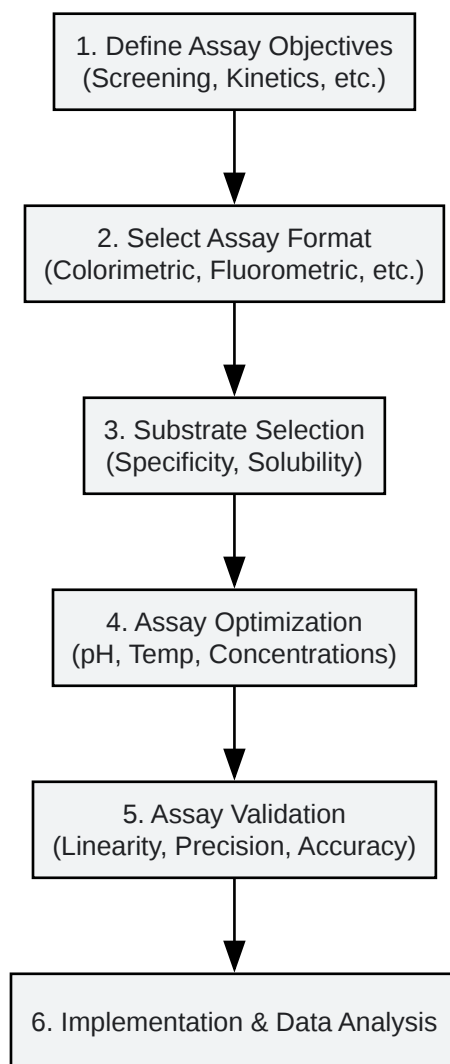 1. Define Assay Objectives
(Screening, Kinetics, etc.)
2. Select Assay Format
(Colorimetric, Fluorometric, etc.)
3. Substrate Selection
(Specificity, Solubility)
4. Assay Optimization
(pH, Temp, Concentrations)
5. Assay Validation
(Linearity, Precision, Accuracy)
6. Implementation & Data Analysis